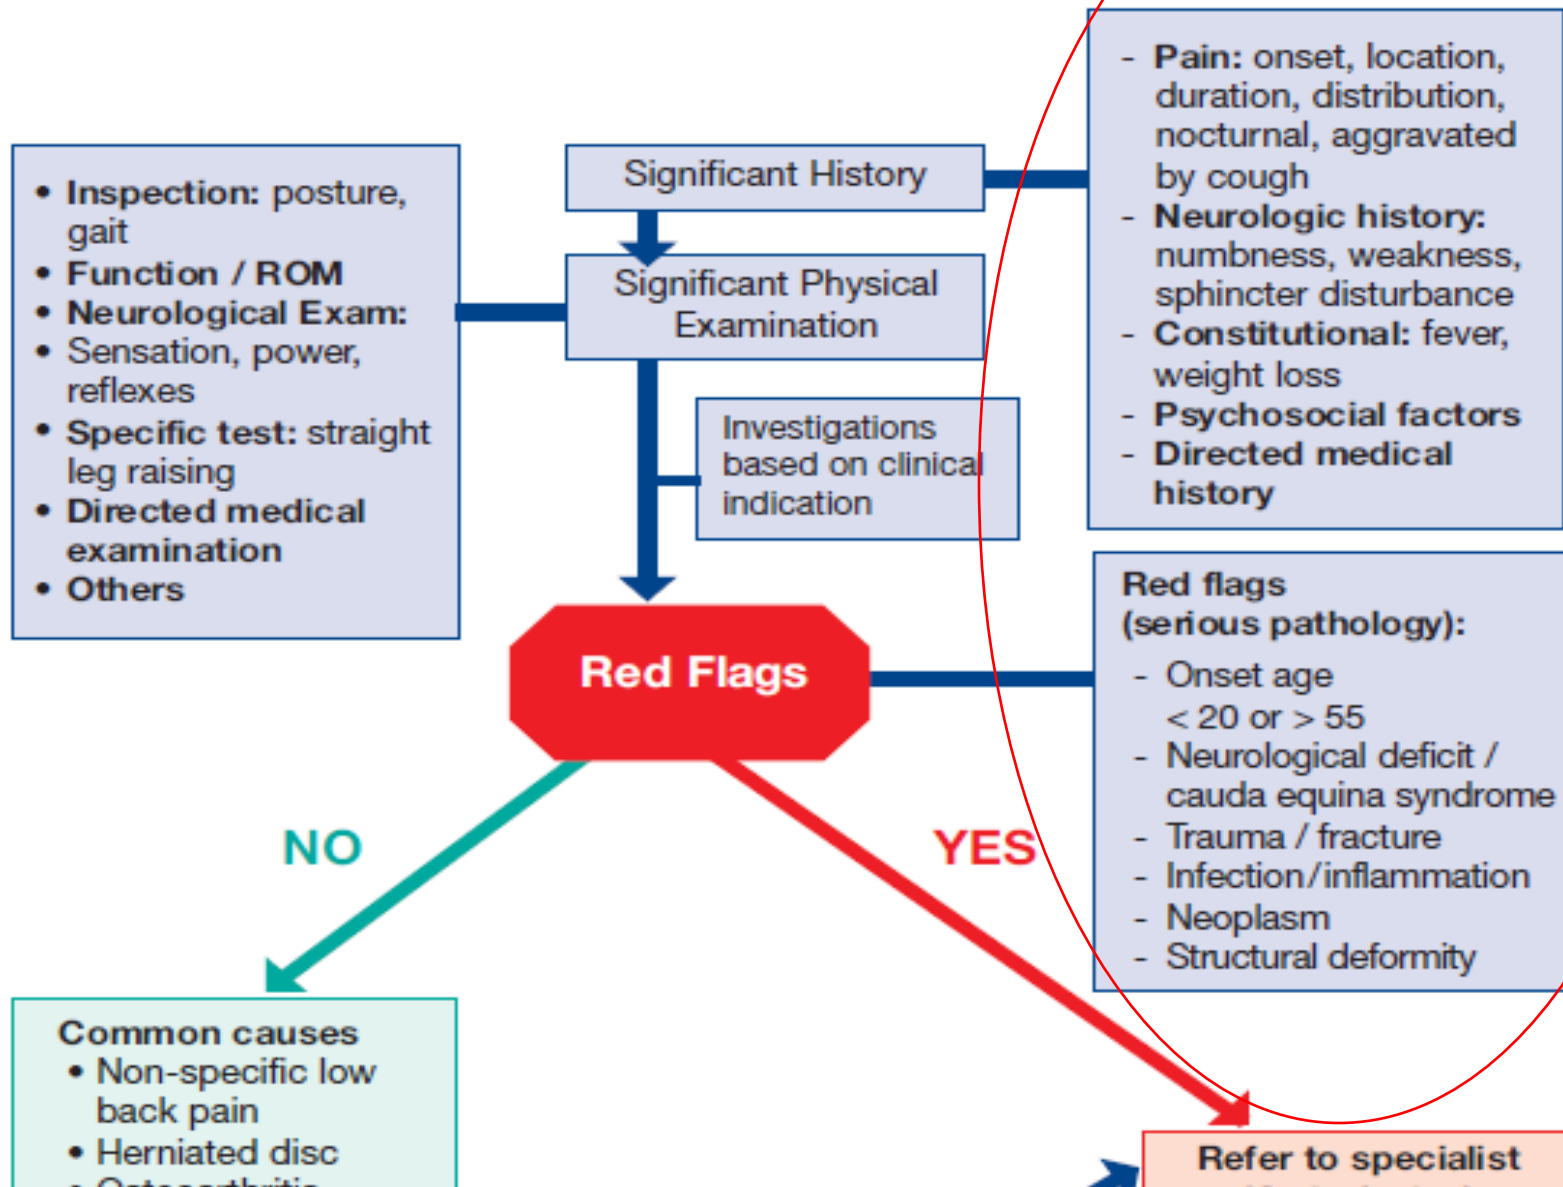 Significant History
- Pain: onset, location,
duration, distribution,
nocturnal, aggravated
by cough
- Neurologic history:
numbness, weakness,
sphincter disturbance
- Constitutional: fever,
weight loss
- Psychosocial factors
- Directed medical
history
Significant Physical
Examination
• Inspection: posture,
gait
• Function / ROM
• Neurological Exam:
• Sensation, power,
reflexes
• Specific test: straight
leg raising
• Directed medical
examination
• Others
Investigations
based on clinical
indication
Red Flags
Red flags
(serious pathology):
- Onset age
< 20 or > 55
- Neurological deficit /
cauda equina syndrome
- Trauma / fracture
- Infection/inflammation
- Neoplasm
- Structural deformity
NO
YES
Common causes
• Non-specific low
back pain
• Herniated disc
Refer to specialist